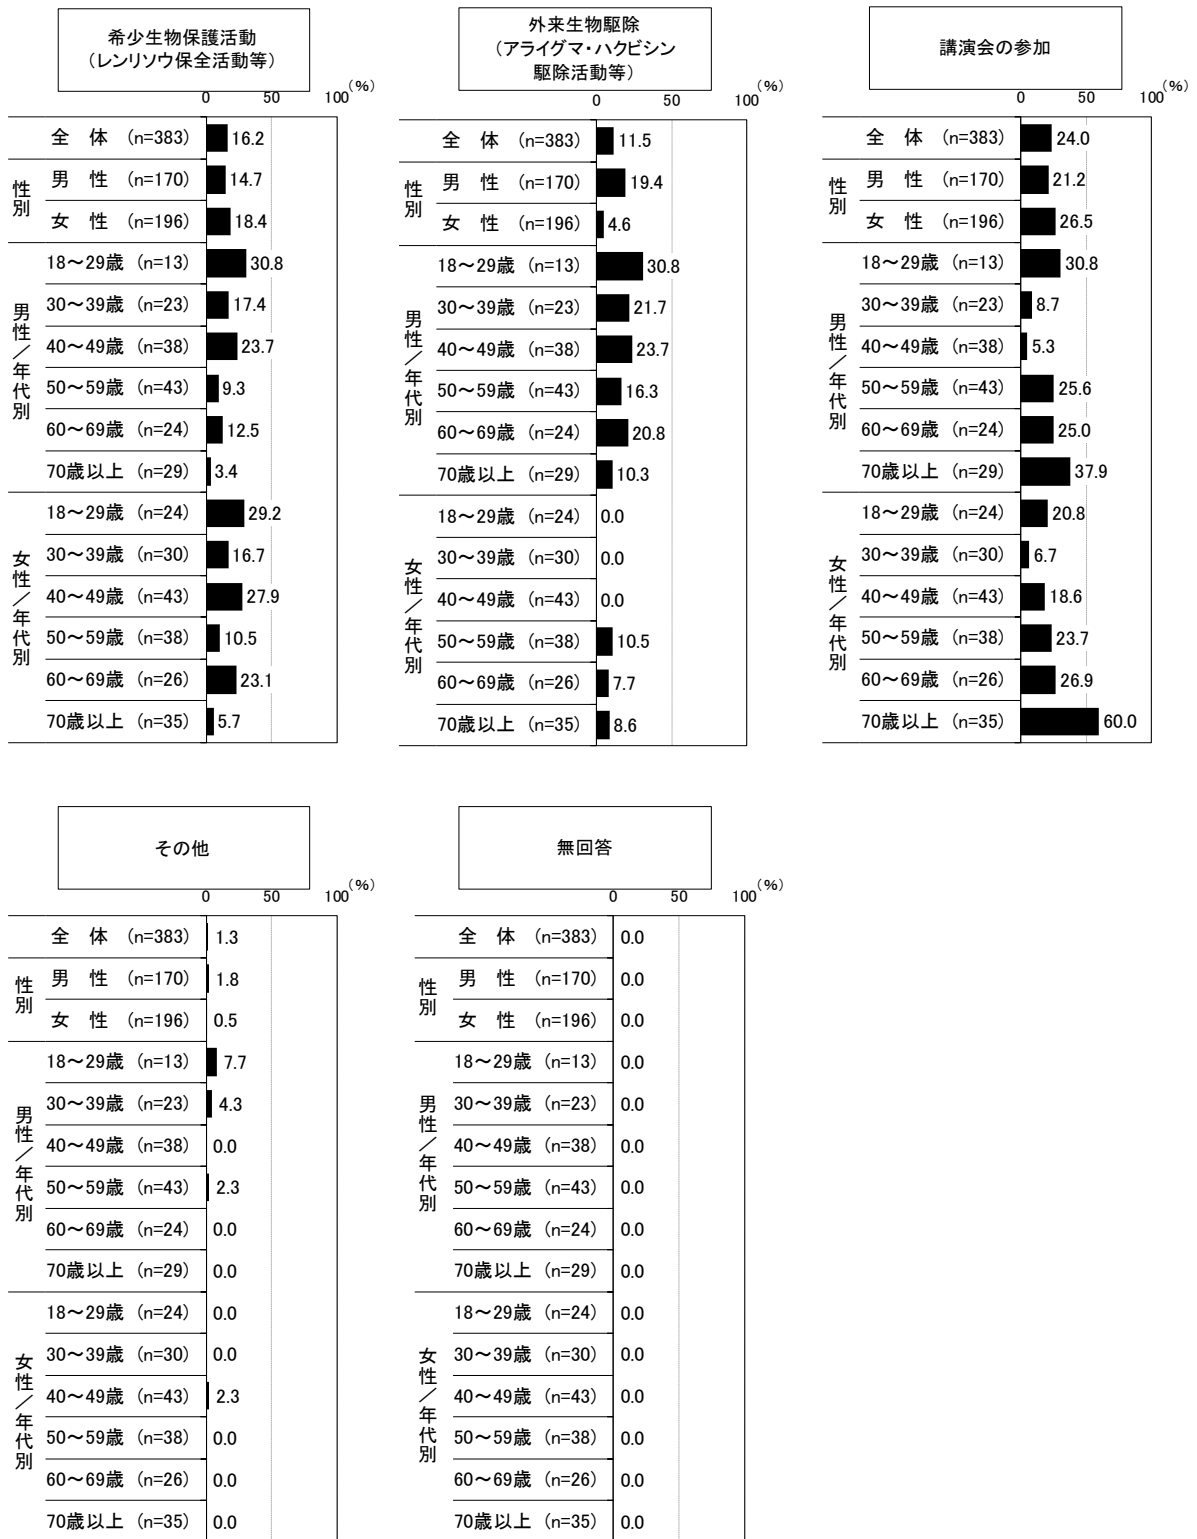 希少生物保護活動
（レンリソウ保全活動等）
0 50 100（%）
全　体　（n=383） 16.2
性別
男　性　（n=170） 14.7
女　性　（n=196） 18.4
男性／年代別
18～29歳（n=13） 30.8
30～39歳（n=23） 17.4
40～49歳（n=38） 23.7
50～59歳（n=43） 9.3
60～69歳（n=24） 12.5
70歳以上（n=29） 3.4
女性／年代別
18～29歳（n=24） 29.2
30～39歳（n=30） 16.7
40～49歳（n=43） 27.9
50～59歳（n=38） 10.5
60～69歳（n=26） 23.1
70歳以上（n=35） 5.7
外来生物駆除
（アライグマ・ハクビシン
駆除活動等）
0 50 100（%）
全　体　（n=383） 11.5
性別
男　性　（n=170） 19.4
女　性　（n=196） 4.6
男性／年代別
18～29歳（n=13） 30.8
30～39歳（n=23） 21.7
40～49歳（n=38） 23.7
50～59歳（n=43） 16.3
60～69歳（n=24） 20.8
70歳以上（n=29） 10.3
女性／年代別
18～29歳（n=24） 0.0
30～39歳（n=30） 0.0
40～49歳（n=43） 0.0
50～59歳（n=38） 10.5
60～69歳（n=26） 7.7
70歳以上（n=35） 8.6
講演会の参加
0 50 100（%）
全　体　（n=383） 24.0
性別
男　性　（n=170） 21.2
女　性　（n=196） 26.5
男性／年代別
18～29歳（n=13） 30.8
30～39歳（n=23） 8.7
40～49歳（n=38） 5.3
50～59歳（n=43） 25.6
60～69歳（n=24） 25.0
70歳以上（n=29） 37.9
女性／年代別
18～29歳（n=24） 20.8
30～39歳（n=30） 6.7
40～49歳（n=43） 18.6
50～59歳（n=38） 23.7
60～69歳（n=26） 26.9
70歳以上（n=35） 60.0
その他
0 50 100（%）
全　体　（n=383） 1.3
性別
男　性　（n=170） 1.8
女　性　（n=196） 0.5
男性／年代別
18～29歳（n=13） 7.7
30～39歳（n=23） 4.3
40～49歳（n=38） 0.0
50～59歳（n=43） 2.3
60～69歳（n=24） 0.0
70歳以上（n=29） 0.0
女性／年代別
18～29歳（n=24） 0.0
30～39歳（n=30） 0.0
40～49歳（n=43） 2.3
50～59歳（n=38） 0.0
60～69歳（n=26） 0.0
70歳以上（n=35） 0.0
無回答
0 50 100（%）
全　体　（n=383） 0.0
性別
男　性　（n=170） 0.0
女　性　（n=196） 0.0
男性／年代別
18～29歳（n=13） 0.0
30～39歳（n=23） 0.0
40～49歳（n=38） 0.0
50～59歳（n=43） 0.0
60～69歳（n=24） 0.0
70歳以上（n=29） 0.0
女性／年代別
18～29歳（n=24） 0.0
30～39歳（n=30） 0.0
40～49歳（n=43） 0.0
50～59歳（n=38） 0.0
60～69歳（n=26） 0.0
70歳以上（n=35） 0.0